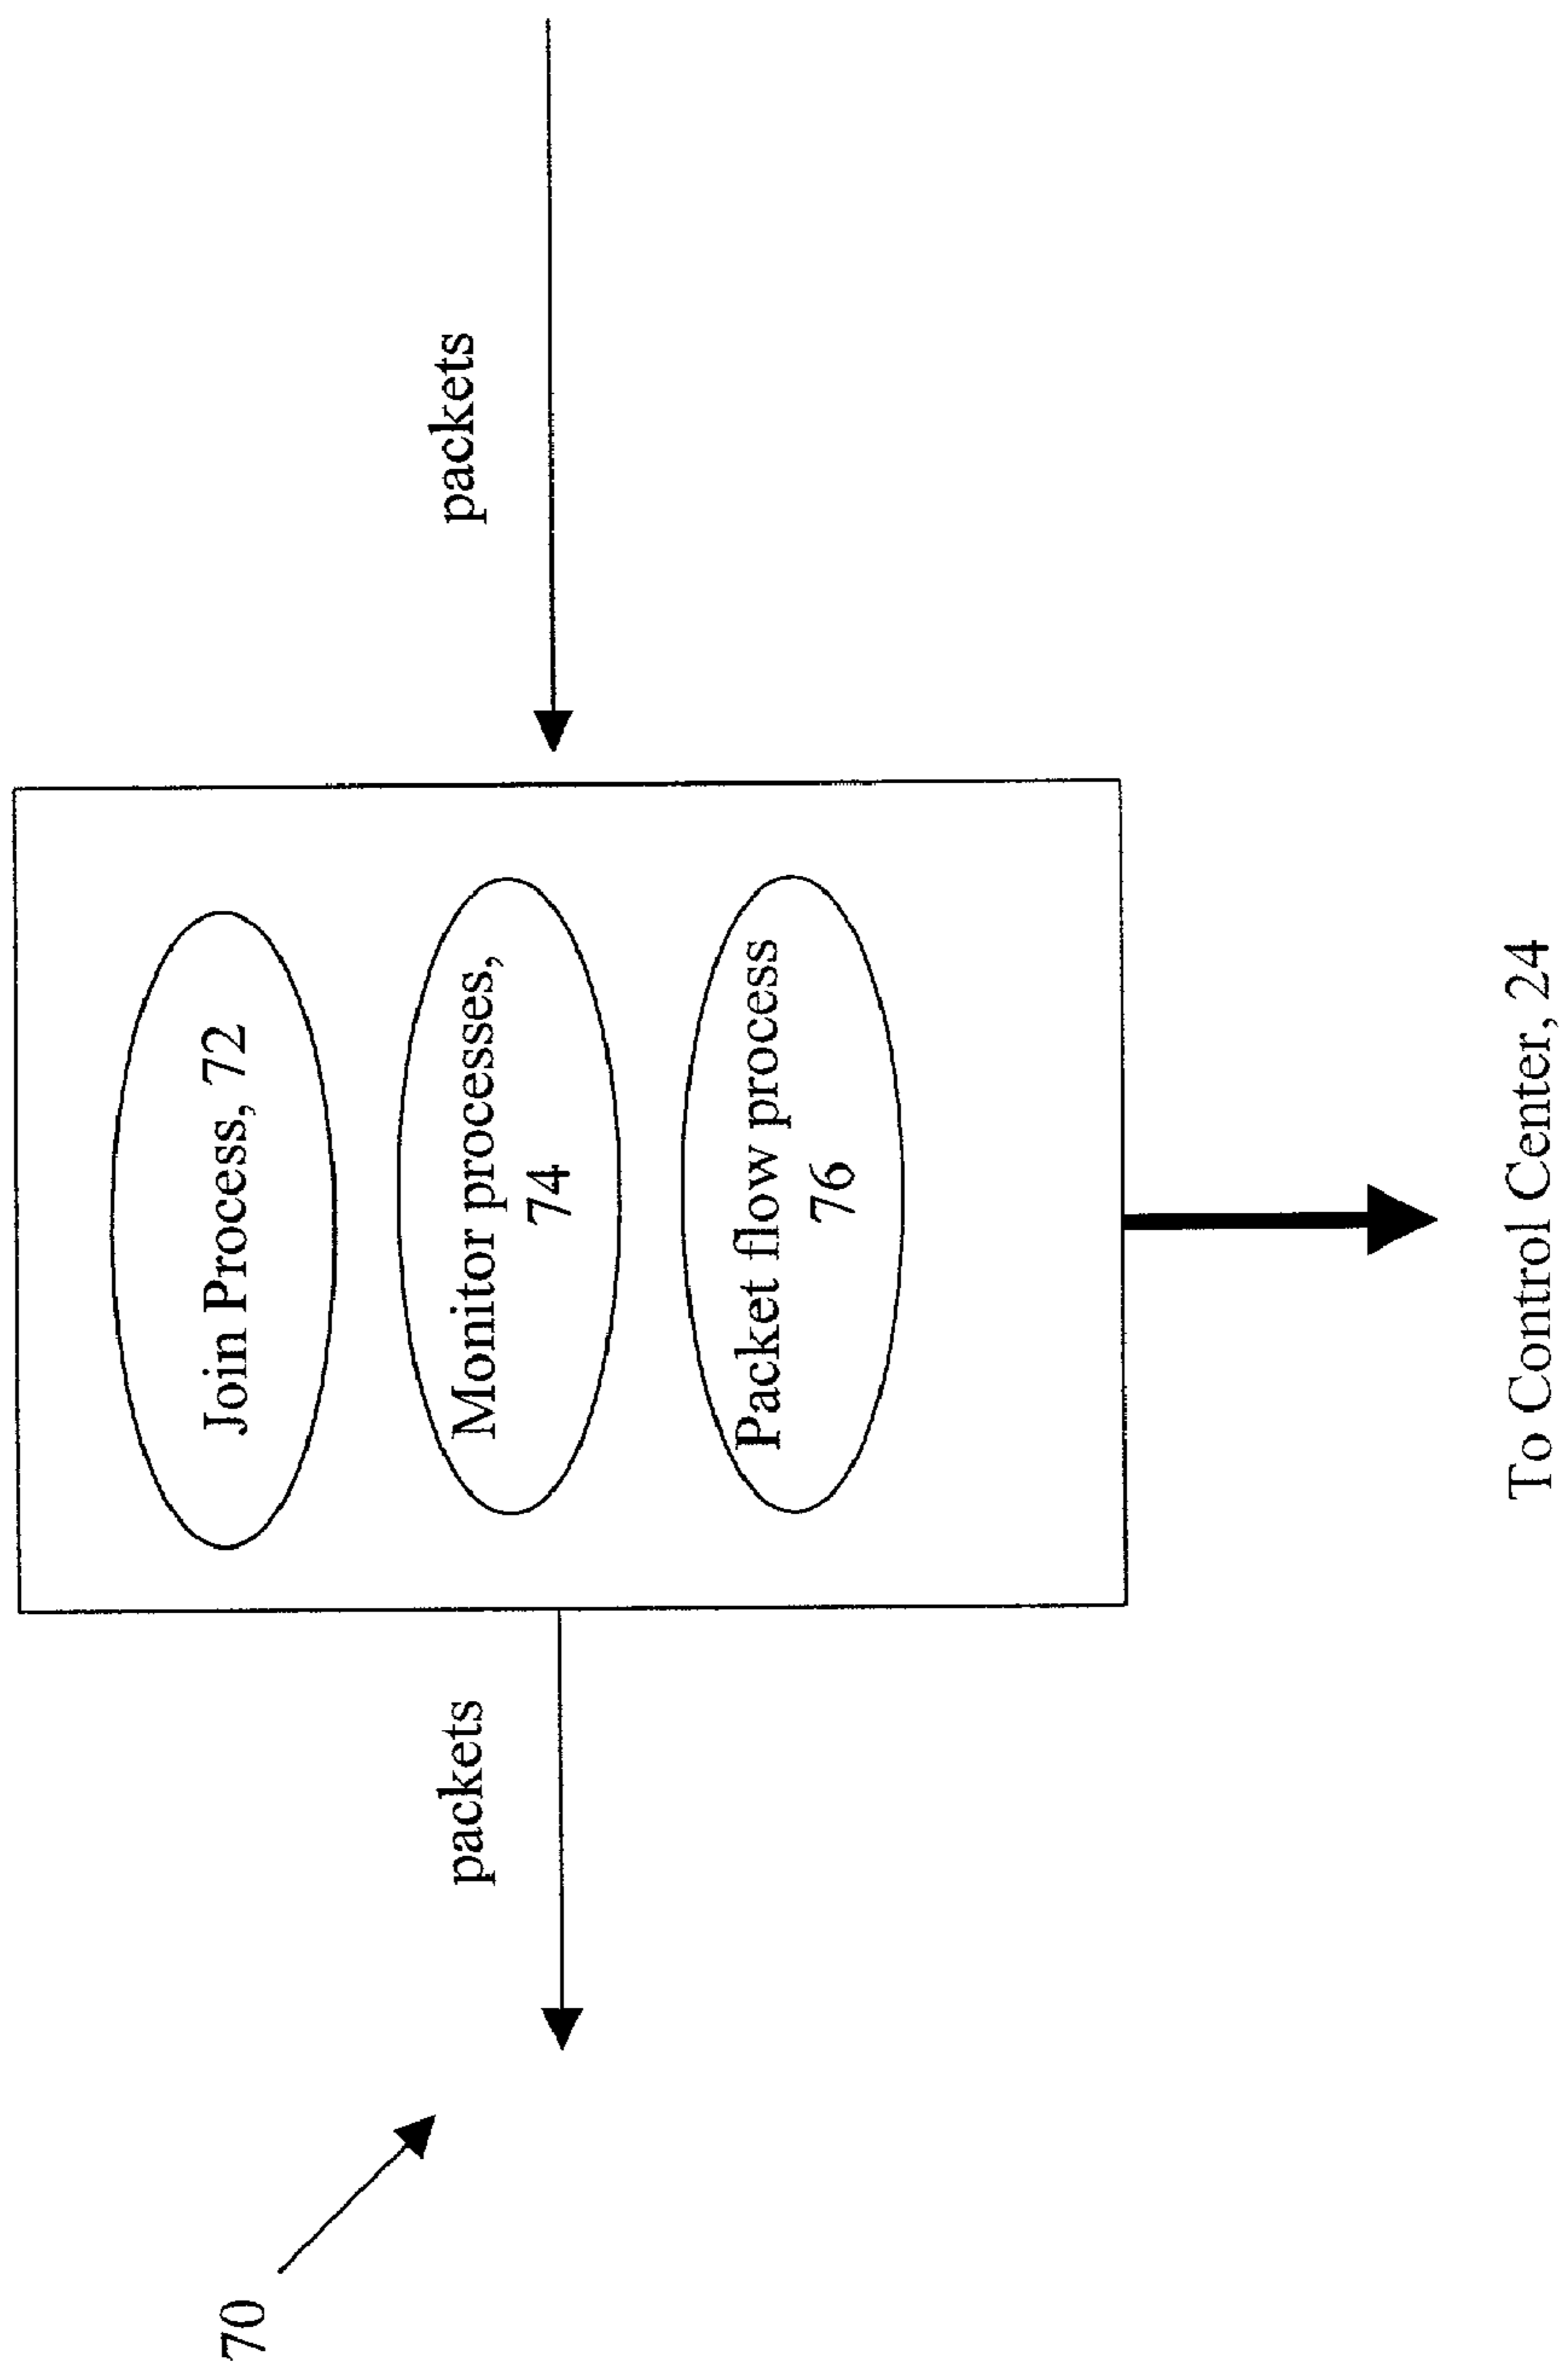 70
packets
Join Process, 72
Monitor processes,
74
Packet flow process
76
packets
To Control Center, 24